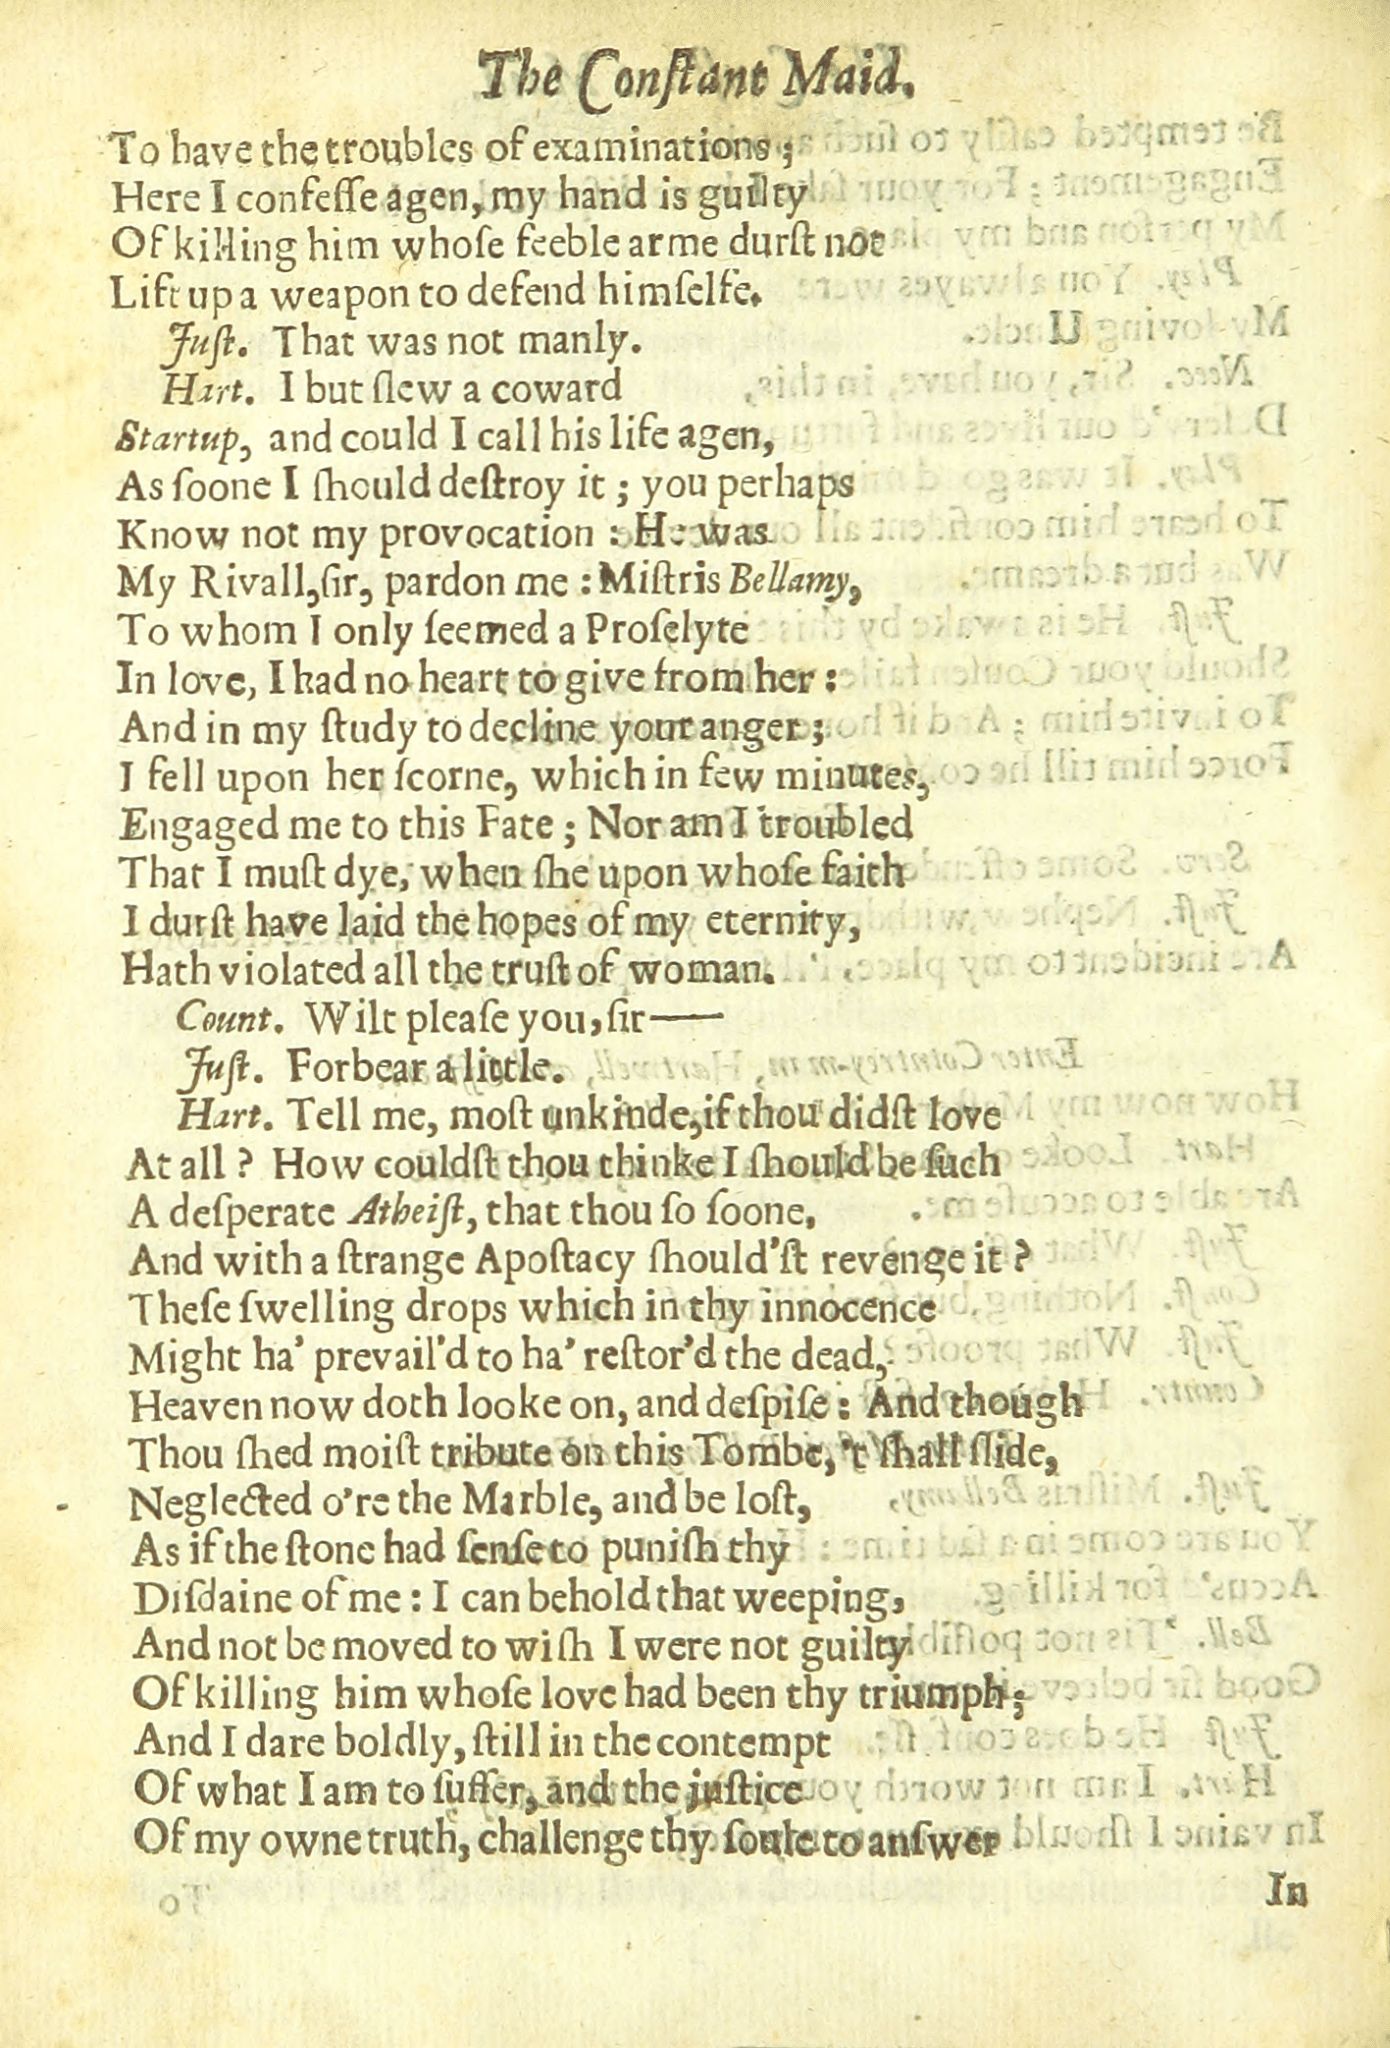 The Conſtant Maid.
To have the troubles of examinations;
Here I confeſſe agen, my hand is guilty
Of killing him whoſe feeble arme durſt not
Lift up a weapon to defend himſelfe.
Juſt. That was not manly.
Hart. I but ſlew a coward
Startup, and could I call his life agen,
As ſoone I ſhould deſtroy it; you perhaps
Know not my provocation: He was
My Rivall, ſir, pardon me: Miſtris Bellamy,
To whom I only ſeemed a Proſelyte
In love, I had no heart to give from her:
And in my ſtudy to decline your anger;
I fell upon her ſcorne, which in few minutes,
Engaged me to this Fate; Nor am I troubled
That I muſt dye, when ſhe upon whoſe faith
I durſt have laid the hopes of my eternity,
Hath violated all the truſt of woman.
Count. Wilt pleaſe you, ſir——
Juſt. Forbear a little.
Hart. Tell me, moſt unkinde, if thou didſt love
At all? How couldſt thou thinke I ſhould be ſuch
A deſperate Atheiſt, that thou ſo ſoone,
And with a ſtrange Apoſtacy ſhould'ſt revenge it?
Theſe ſwelling drops which in thy innocence
Might ha' prevail'd to ha' reſtor'd the dead,
Heaven now doth looke on, and deſpiſe: And though
Thou ſhed moiſt tribute on this Tombe, 't ſhall ſlide,
Neglected o're the Marble, and be loſt,
As if the ſtone had ſenſe to puniſh thy
Diſdaine of me: I can behold that weeping,
And not be moved to wiſh I were not guilty
Of killing him whoſe love had been thy triumph;
And I dare boldly, ſtill in the contempt
Of what I am to ſuffer, and the juſtice
Of my owne truth, challenge thy ſoule to anſwer
In